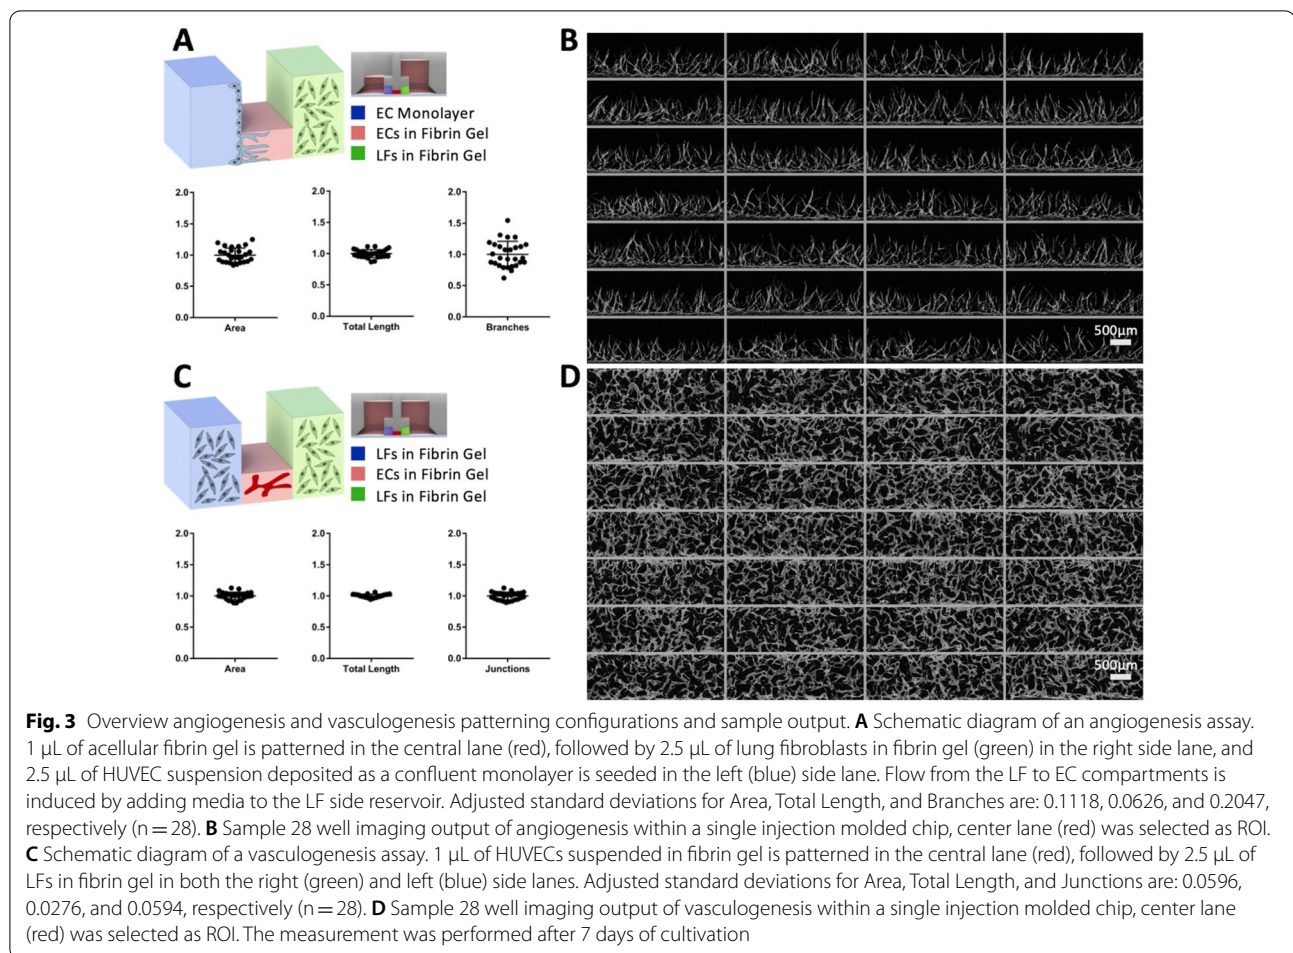 A
EC Monolayer
ECs in Fibrin Gel
LFs in Fibrin Gel
2.0
1.5
1.0
0.5
0.0
Area
2.0
1.5
1.0
0.5
0.0
Total Length
2.0
1.5
1.0
0.5
0.0
Branches
B
500μm
C
LFs in Fibrin Gel
ECs in Fibrin Gel
LFs in Fibrin Gel
2.0
1.5
1.0
0.5
0.0
Area
2.0
1.5
1.0
0.5
0.0
Total Length
2.0
1.5
1.0
0.5
0.0
Junctions
D
500μm
Fig. 3 Overview angiogenesis and vasculogenesis patterning configurations and sample output. A Schematic diagram of an angiogenesis assay.
1 μL of acellular fibrin gel is patterned in the central lane (red), followed by 2.5 μL of lung fibroblasts in fibrin gel (green) in the right side lane, and
2.5 μL of HUVEC suspension deposited as a confluent monolayer is seeded in the left (blue) side lane. Flow from the LF to EC compartments is
induced by adding media to the LF side reservoir. Adjusted standard deviations for Area, Total Length, and Branches are: 0.1118, 0.0626, and 0.2047,
respectively (n = 28). B Sample 28 well imaging output of angiogenesis within a single injection molded chip, center lane (red) was selected as ROI.
C Schematic diagram of a vasculogenesis assay. 1 μL of HUVECs suspended in fibrin gel is patterned in the central lane (red), followed by 2.5 μL of
LFs in fibrin gel in both the right (green) and left (blue) side lanes. Adjusted standard deviations for Area, Total Length, and Junctions are: 0.0596,
0.0276, and 0.0594, respectively (n = 28). D Sample 28 well imaging output of vasculogenesis within a single injection molded chip, center lane
(red) was selected as ROI. The measurement was performed after 7 days of cultivation